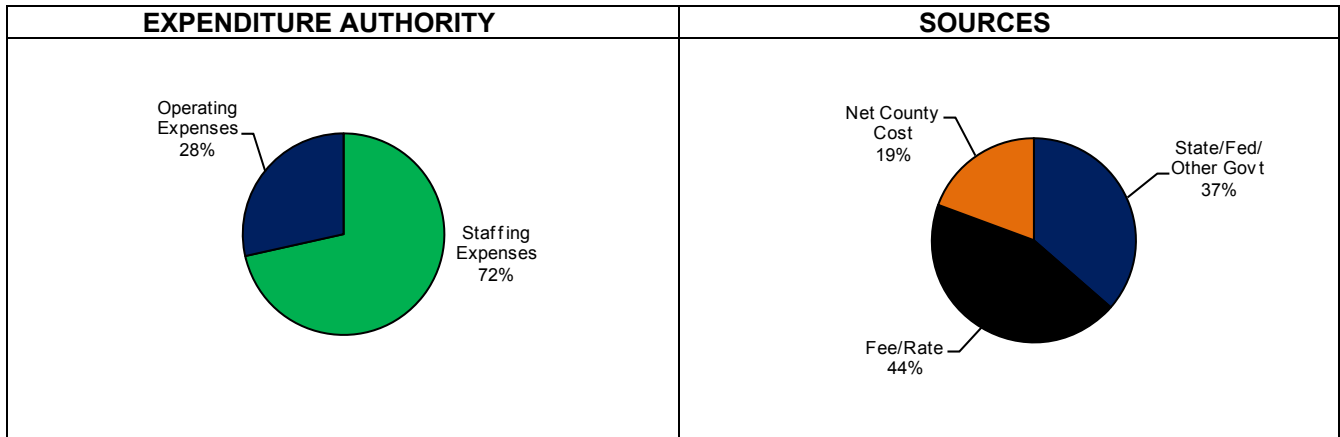 EXPENDITURE AUTHORITY
Operating
Expenses
28%
Staffing
Expenses
72%
SOURCES
Net County
Cost
19%
State/Fed/
Other Govt
37%
Fee/Rate
44%